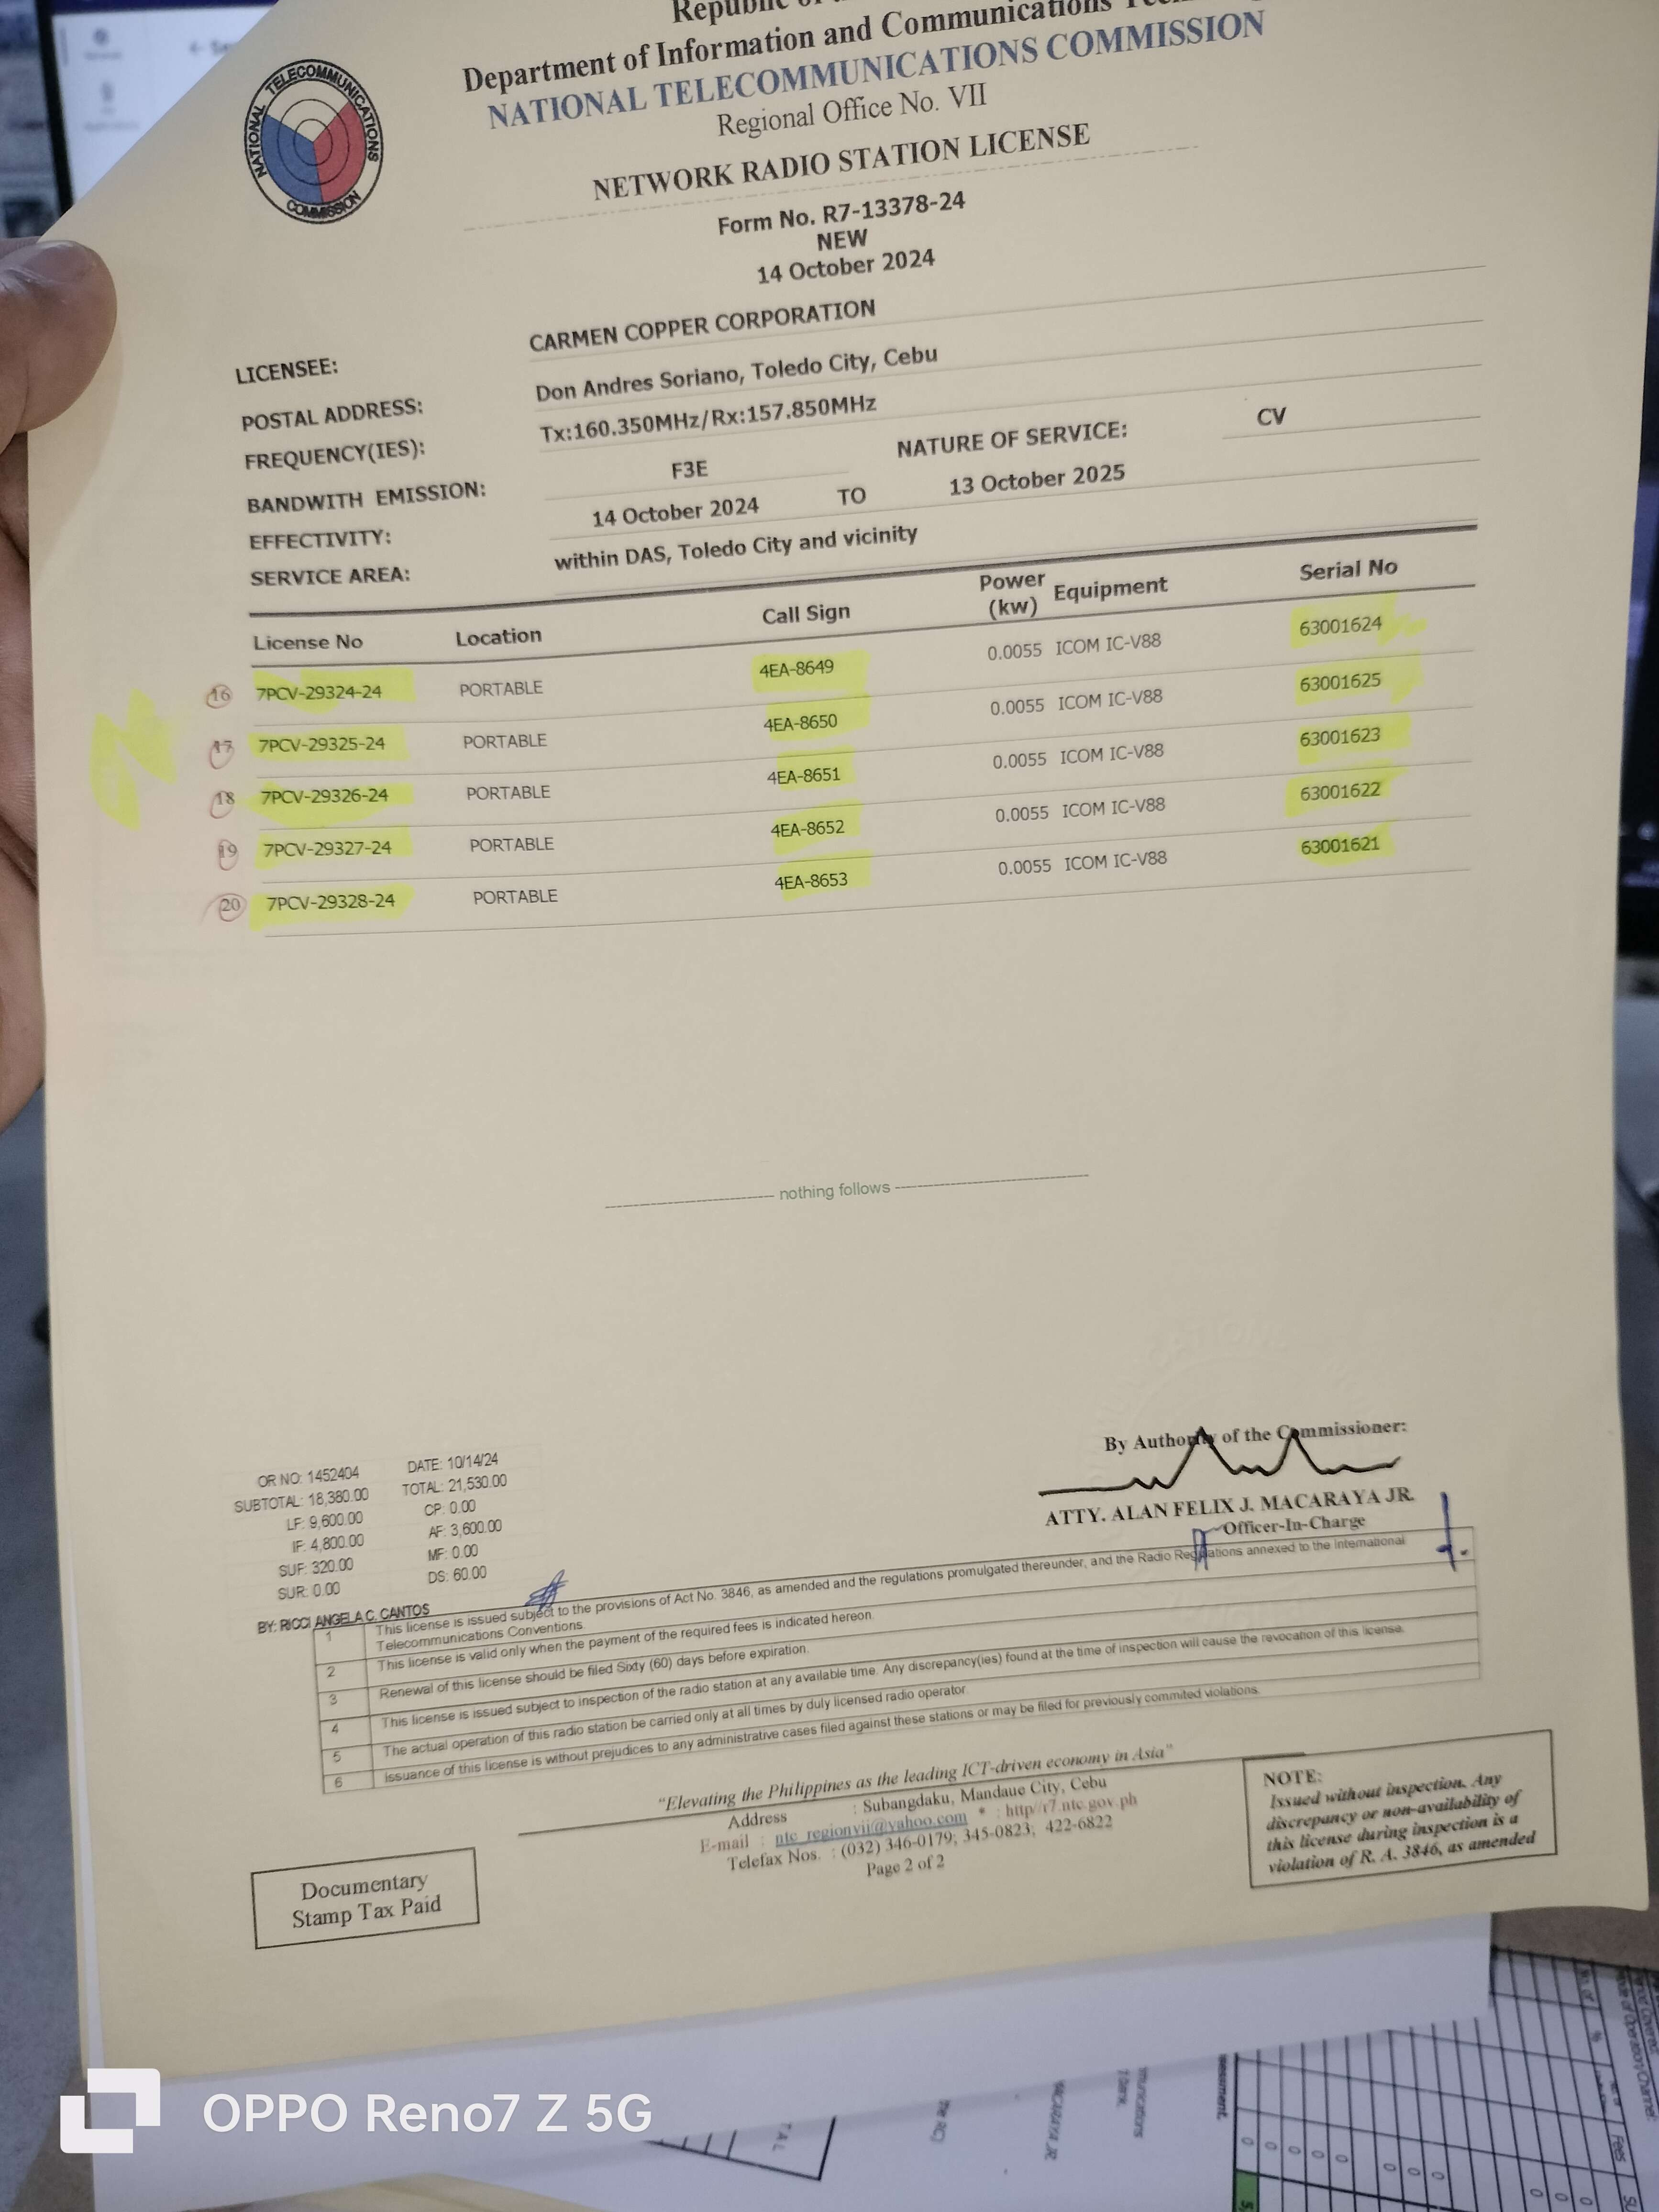 Republic of
Department of Information and Communications
NATIONAL TELECOMMUNICATIONS COMMISSION
Regional Office No. VII
NATIONAL TELECOMMUNICATIONS COMMISSION
NETWORK RADIO STATION LICENSE
Form No. R7-13378-24
NEW
14 October 2024
LICENSEE: CARMEN COPPER CORPORATION
POSTAL ADDRESS: Don Andres Soriano, Toledo City, Cebu
FREQUENCY(IES): Tx:160.350MHz/Rx:157.850MHz
BANDWITH EMISSION: F3E NATURE OF SERVICE: CV
EFFECTIVITY: 14 October 2024 TO 13 October 2025
SERVICE AREA: within DAS, Toledo City and vicinity
License No Location Call Sign Power (kw) Equipment Serial No
16 7PCV-29324-24 PORTABLE 4EA-8649 0.0055 ICOM IC-V88 63001624
17 7PCV-29325-24 PORTABLE 4EA-8650 0.0055 ICOM IC-V88 63001625
18 7PCV-29326-24 PORTABLE 4EA-8651 0.0055 ICOM IC-V88 63001623
19 7PCV-29327-24 PORTABLE 4EA-8652 0.0055 ICOM IC-V88 63001622
20 7PCV-29328-24 PORTABLE 4EA-8653 0.0055 ICOM IC-V88 63001621
nothing follows
By Authority of the Commissioner:
ATTY. ALAN FELIX J. MACARAYA JR.
Officer-In-Charge
OR NO: 1452404 DATE: 10/14/24
SUBTOTAL: 18,380.00 TOTAL: 21,530.00
LF: 9,600.00 CP: 0.00
IF: 4,800.00 AF: 3,600.00
SUF: 320.00 MF: 0.00
SUR: 0.00 DS: 60.00
BY: RICCI ANGELA C. CANTOS
1 This license is issued subject to the provisions of Act No. 3846, as amended and the regulations promulgated thereunder, and the Radio Regulations annexed to the International
Telecommunications Conventions.
2 This license is valid only when the payment of the required fees is indicated hereon.
3 Renewal of this license should be filed Sixty (60) days before expiration.
4 This license is issued subject to inspection of the radio station at any available time. Any discrepancy(ies) found at the time of inspection will cause the revocation of this license.
5 The actual operation of this radio station be carried only at all times by duly licensed radio operator.
6 Issuance of this license is without prejudices to any administrative cases filed against these stations or may be filed for previously commited violations.
"Elevating the Philippines as the leading ICT-driven economy in Asia"
Address : Subangdaku, Mandaue City, Cebu
E-mail : ntc_regionvii@yahoo.com * : http//r7.ntc.gov.ph
Telefax Nos. : (032) 346-0179; 345-0823; 422-6822
Page 2 of 2
NOTE:
Issued without inspection. Any
discrepancy or non-availability of
this license during inspection is a
violation of R. A. 3846, as amended
Documentary
Stamp Tax Paid
OPPO Reno7 Z 5G